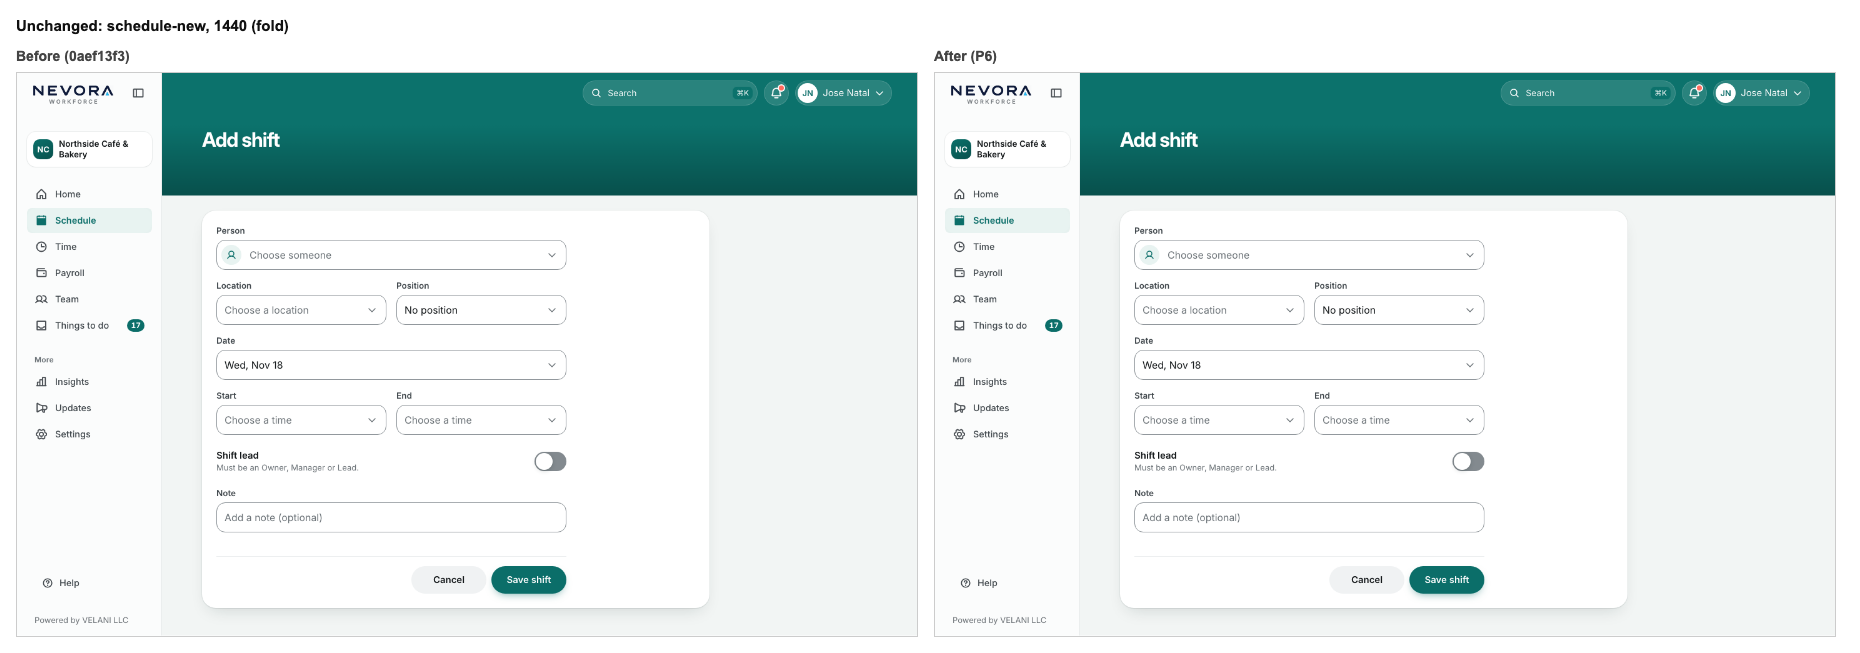 Unchanged: schedule-new, 1440 (fold)
Before (0aef13f3)
NEVORA
WORKFORCE
Search
⌘K
JN
Jose Natal
NC
Northside Café &
Bakery
Add shift
Home
Schedule
Time
Payroll
Team
Things to do
17
More
Insights
Updates
Settings
Help
Powered by VELANI LLC
Person
Choose someone
Location
Position
Choose a location
No position
Date
Wed, Nov 18
Start
End
Choose a time
Choose a time
Shift lead
Must be an Owner, Manager or Lead.
Note
Add a note (optional)
Cancel
Save shift
After (P6)
NEVORA
WORKFORCE
Search
⌘K
JN
Jose Natal
NC
Northside Café &
Bakery
Add shift
Home
Schedule
Time
Payroll
Team
Things to do
17
More
Insights
Updates
Settings
Help
Powered by VELANI LLC
Person
Choose someone
Location
Position
Choose a location
No position
Date
Wed, Nov 18
Start
End
Choose a time
Choose a time
Shift lead
Must be an Owner, Manager or Lead.
Note
Add a note (optional)
Cancel
Save shift